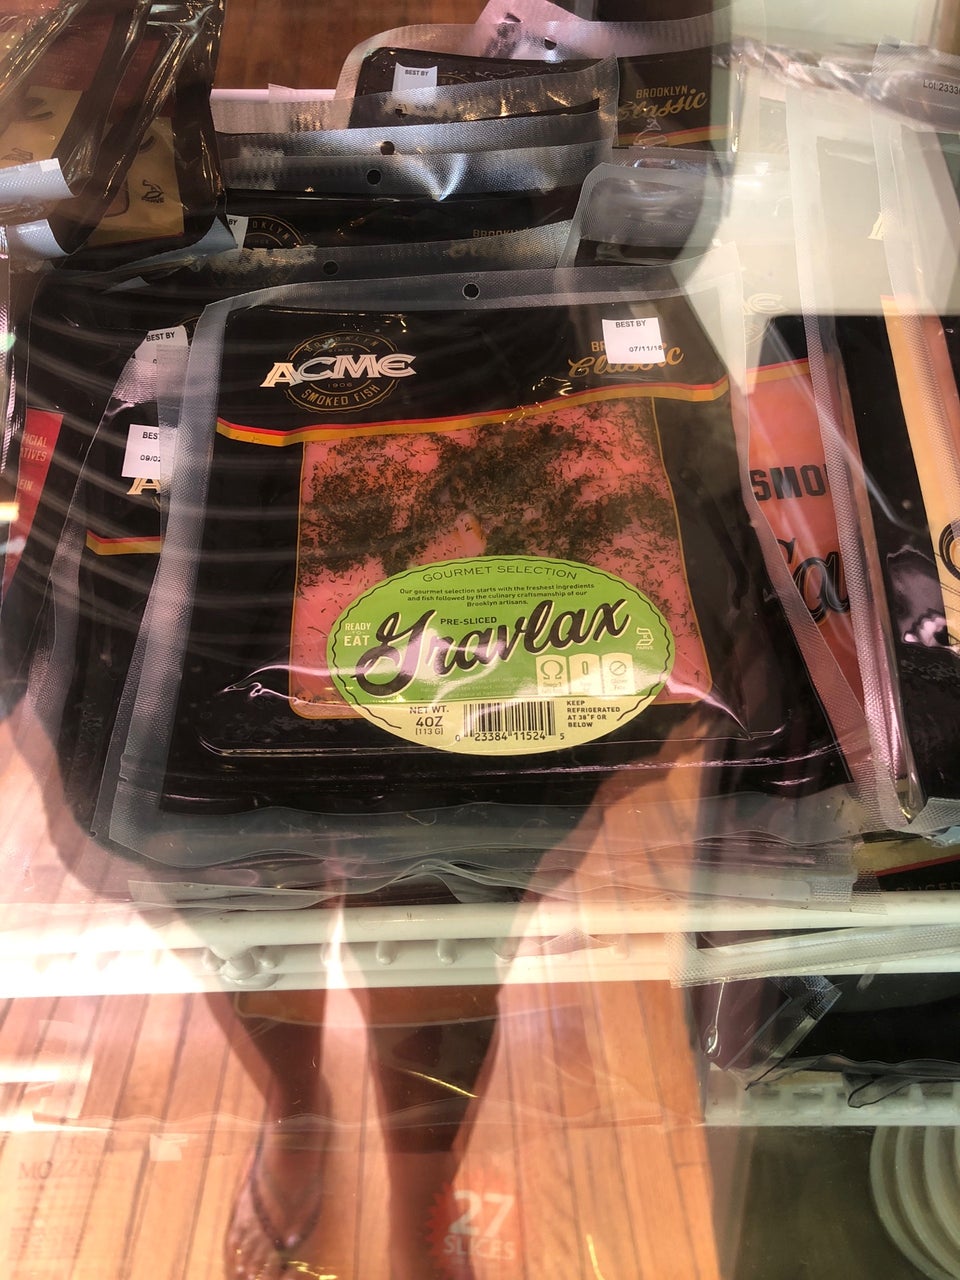 BEST BY
BROOKLYN
Classic
BEST BY
BEST BY
07/11/18
BROOKLYN
ACME
1906
SMOKED FISH
Classic
BEST
09/02
SMO
GOURMET SELECTION
Our gourmet selection starts with the freshest ingredients
and fish followed by the culinary craftsmanship of our
Brooklyn artisans.
READY
EAT
PRE-SLICED
Gravlax
PARVE
NET WT.
4OZ
(113 G)
0 23384 11524 5
KEEP
REFRIGERATED
AT 38°F OR
BELOW
27
SLICES